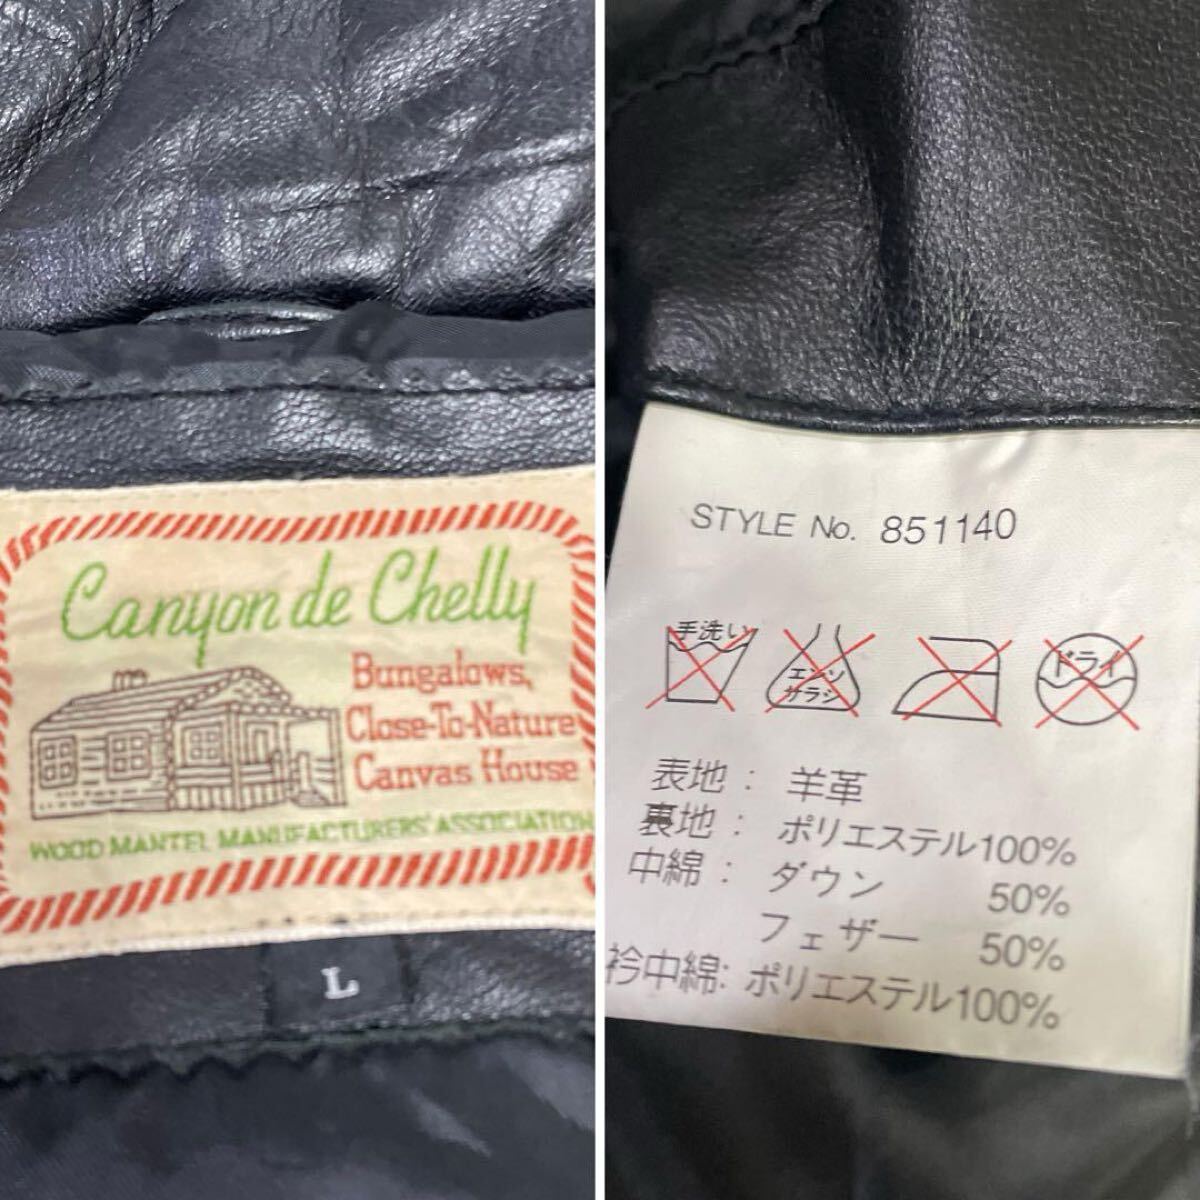 Canyon de Chelly
Bungalows,
Close-To-Nature
Canvas House
WOOD MANTEL MANUFACTURERS' ASSOCIATION
L
STYLE No. 851140
手洗い
エンソ
サラシ
ドライ
表地: 羊革
裏地: ポリエステル100%
中綿: ダウン 50%
フェザー 50%
衿中綿: ポリエステル100%